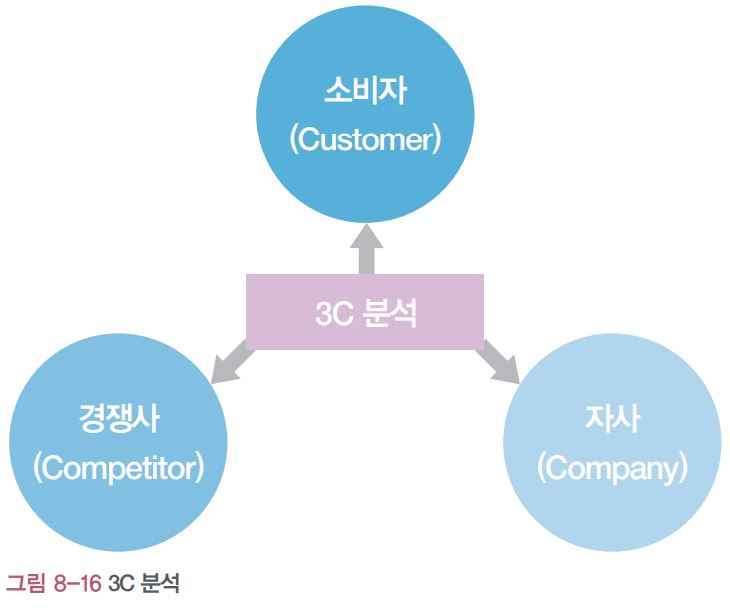 소비자
(Customer)
3C 분석
경쟁사
(Competitor)
자사
(Company)
그림 8-16 3C 분석